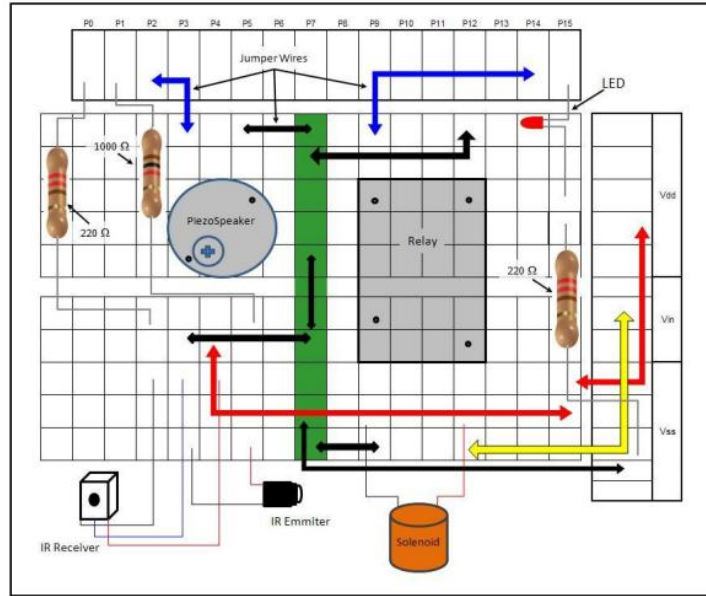 P0 P1 P2 P3 P4 P5 P6 P7 P8 P9 P10 P11 P12 P13 P14 P15
Jumper Wires
LED
1000 Ω
220 Ω
PiezoSpeaker
Relay
220 Ω
Vdd
Vin
Vss
IR Receiver
IR Emmiter
Solenoid